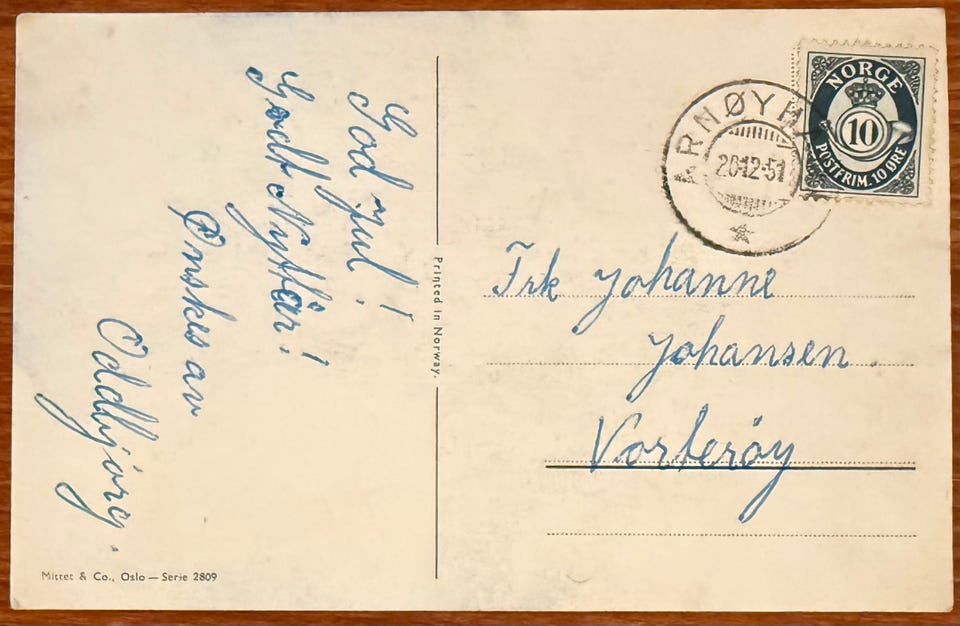 God Jul!
Godt Nyttår!
Ønskes av
Oddbjørg.
Mittet & Co., Oslo — Serie 2809
Printed in Norway.
NORGE
10
POSTFRIM. 10 ØRE
20-12-51
Frk Johanne
Johansen.
Vorterøy